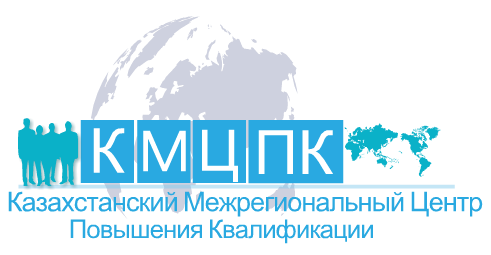 КМЦПК
Казахстанский Межрегиональный Центр
Повышения Квалификации